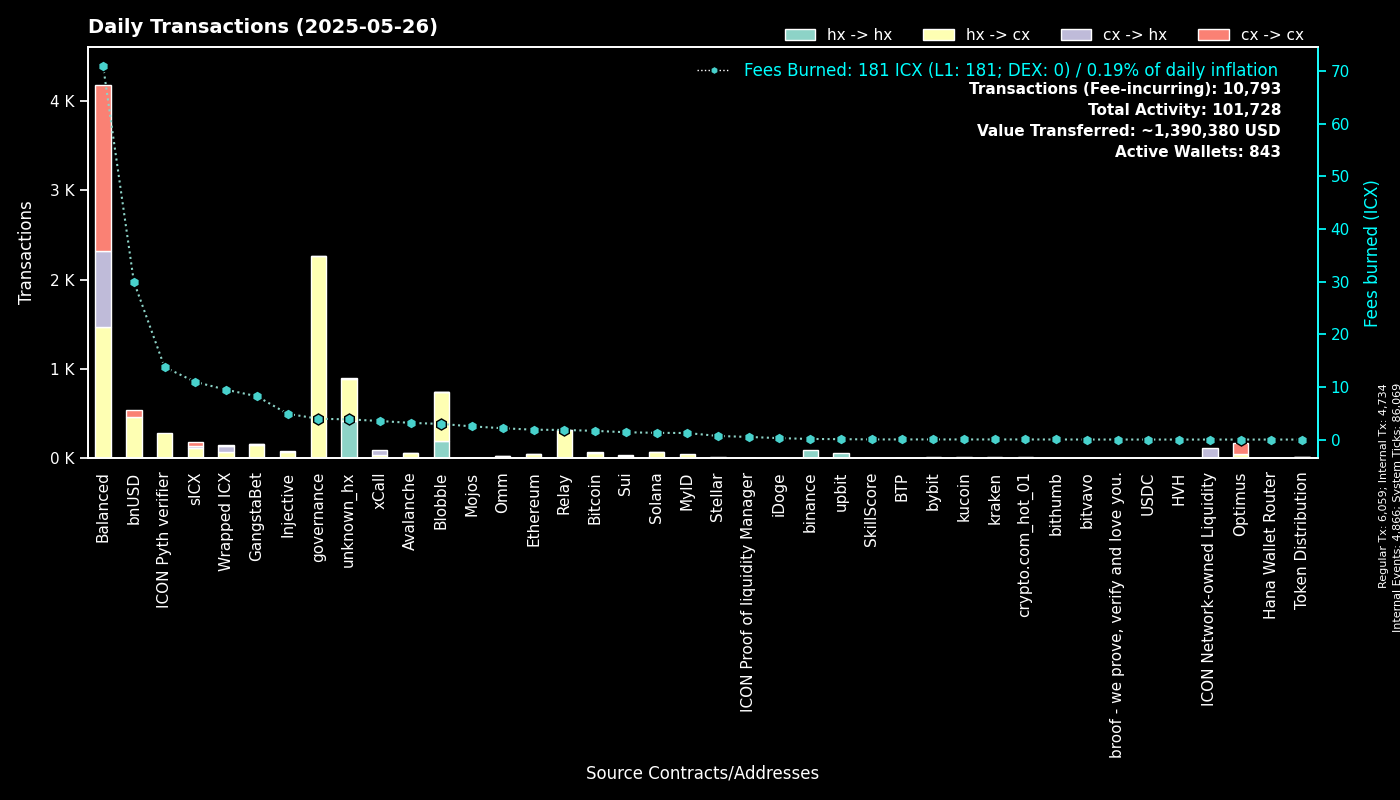 Daily Transactions (2025-05-26)
hx -> hx
hx -> cx
cx -> hx
cx -> cx
Fees Burned: 181 ICX (L1: 181; DEX: 0) / 0.19% of daily inflation
Transactions (Fee-incurring): 10,793
Total Activity: 101,728
Value Transferred: ~1,390,380 USD
Active Wallets: 843
Transactions
4 K
3 K
2 K
1 K
0 K
70
60
50
40
30
20
10
0
Fees burned (ICX)
Regular Tx: 6,059; Internal Tx: 4,734
Internal Events: 4,866; System Ticks: 86,069
Balanced
bnUSD
ICON Pyth verifier
sICX
Wrapped ICX
GangstaBet
Injective
governance
unknown_hx
xCall
Avalanche
Blobble
Mojos
Omm
Ethereum
Relay
Bitcoin
Sui
Solana
MyID
Stellar
ICON Proof of liquidity Manager
iDoge
binance
upbit
SkillScore
BTP
bybit
kucoin
kraken
crypto.com_hot_01
bithumb
bitvavo
broof - we prove, verify and love you.
USDC
HVH
ICON Network-owned Liquidity
Optimus
Hana Wallet Router
Token Distribution
Source Contracts/Addresses